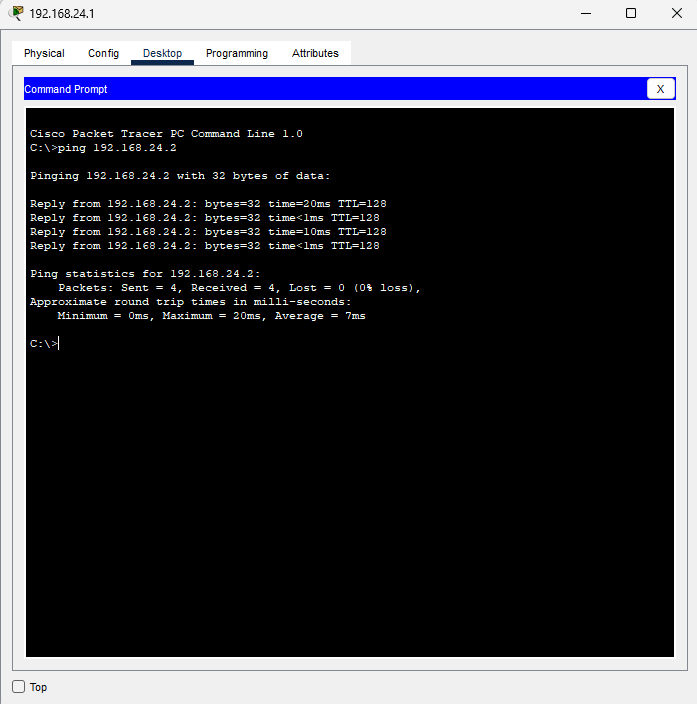 192.168.24.1
Physical Config Desktop Programming Attributes
Command Prompt X
Cisco Packet Tracer PC Command Line 1.0
C:\>ping 192.168.24.2
Pinging 192.168.24.2 with 32 bytes of data:
Reply from 192.168.24.2: bytes=32 time=20ms TTL=128
Reply from 192.168.24.2: bytes=32 time<1ms TTL=128
Reply from 192.168.24.2: bytes=32 time=10ms TTL=128
Reply from 192.168.24.2: bytes=32 time<1ms TTL=128
Ping statistics for 192.168.24.2:
Packets: Sent = 4, Received = 4, Lost = 0 (0% loss),
Approximate round trip times in milli-seconds:
Minimum = 0ms, Maximum = 20ms, Average = 7ms
C:\>
Top